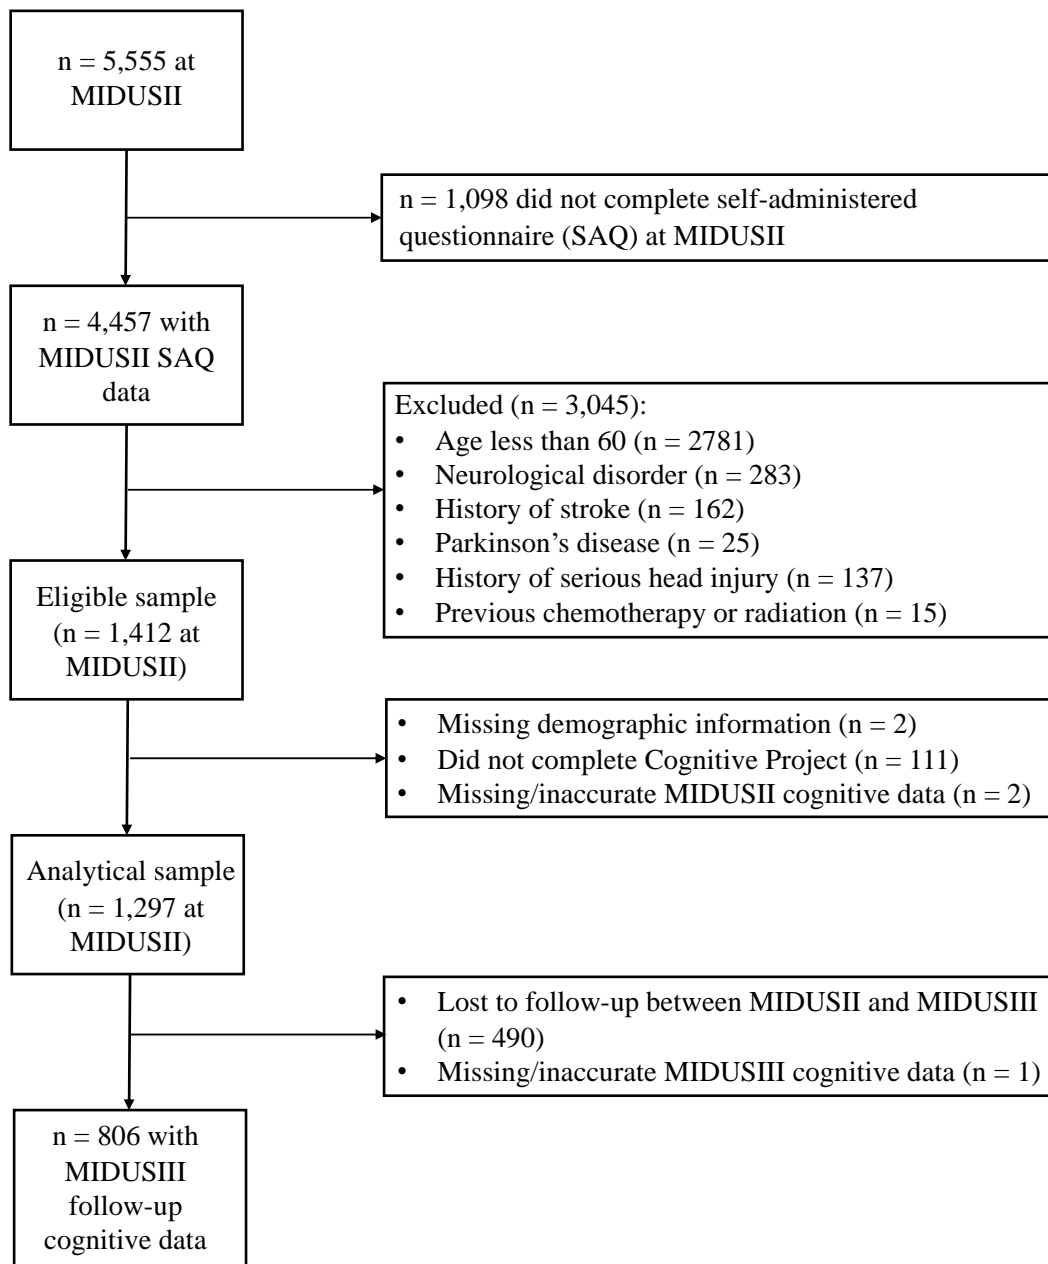 n = 5,555 at
MIDUSII
n = 1,098 did not complete self-administered
questionnaire (SAQ) at MIDUSII
n = 4,457 with
MIDUSII SAQ
data
Excluded (n = 3,045):
• Age less than 60 (n = 2781)
• Neurological disorder (n = 283)
• History of stroke (n = 162)
• Parkinson’s disease (n = 25)
• History of serious head injury (n = 137)
• Previous chemotherapy or radiation (n = 15)
Eligible sample
(n = 1,412 at
MIDUSII)
• Missing demographic information (n = 2)
• Did not complete Cognitive Project (n = 111)
• Missing/inaccurate MIDUSII cognitive data (n = 2)
Analytical sample
(n = 1,297 at
MIDUSII)
• Lost to follow-up between MIDUSII and MIDUSIII
(n = 490)
• Missing/inaccurate MIDUSIII cognitive data (n = 1)
n = 806 with
MIDUSIII
follow-up
cognitive data